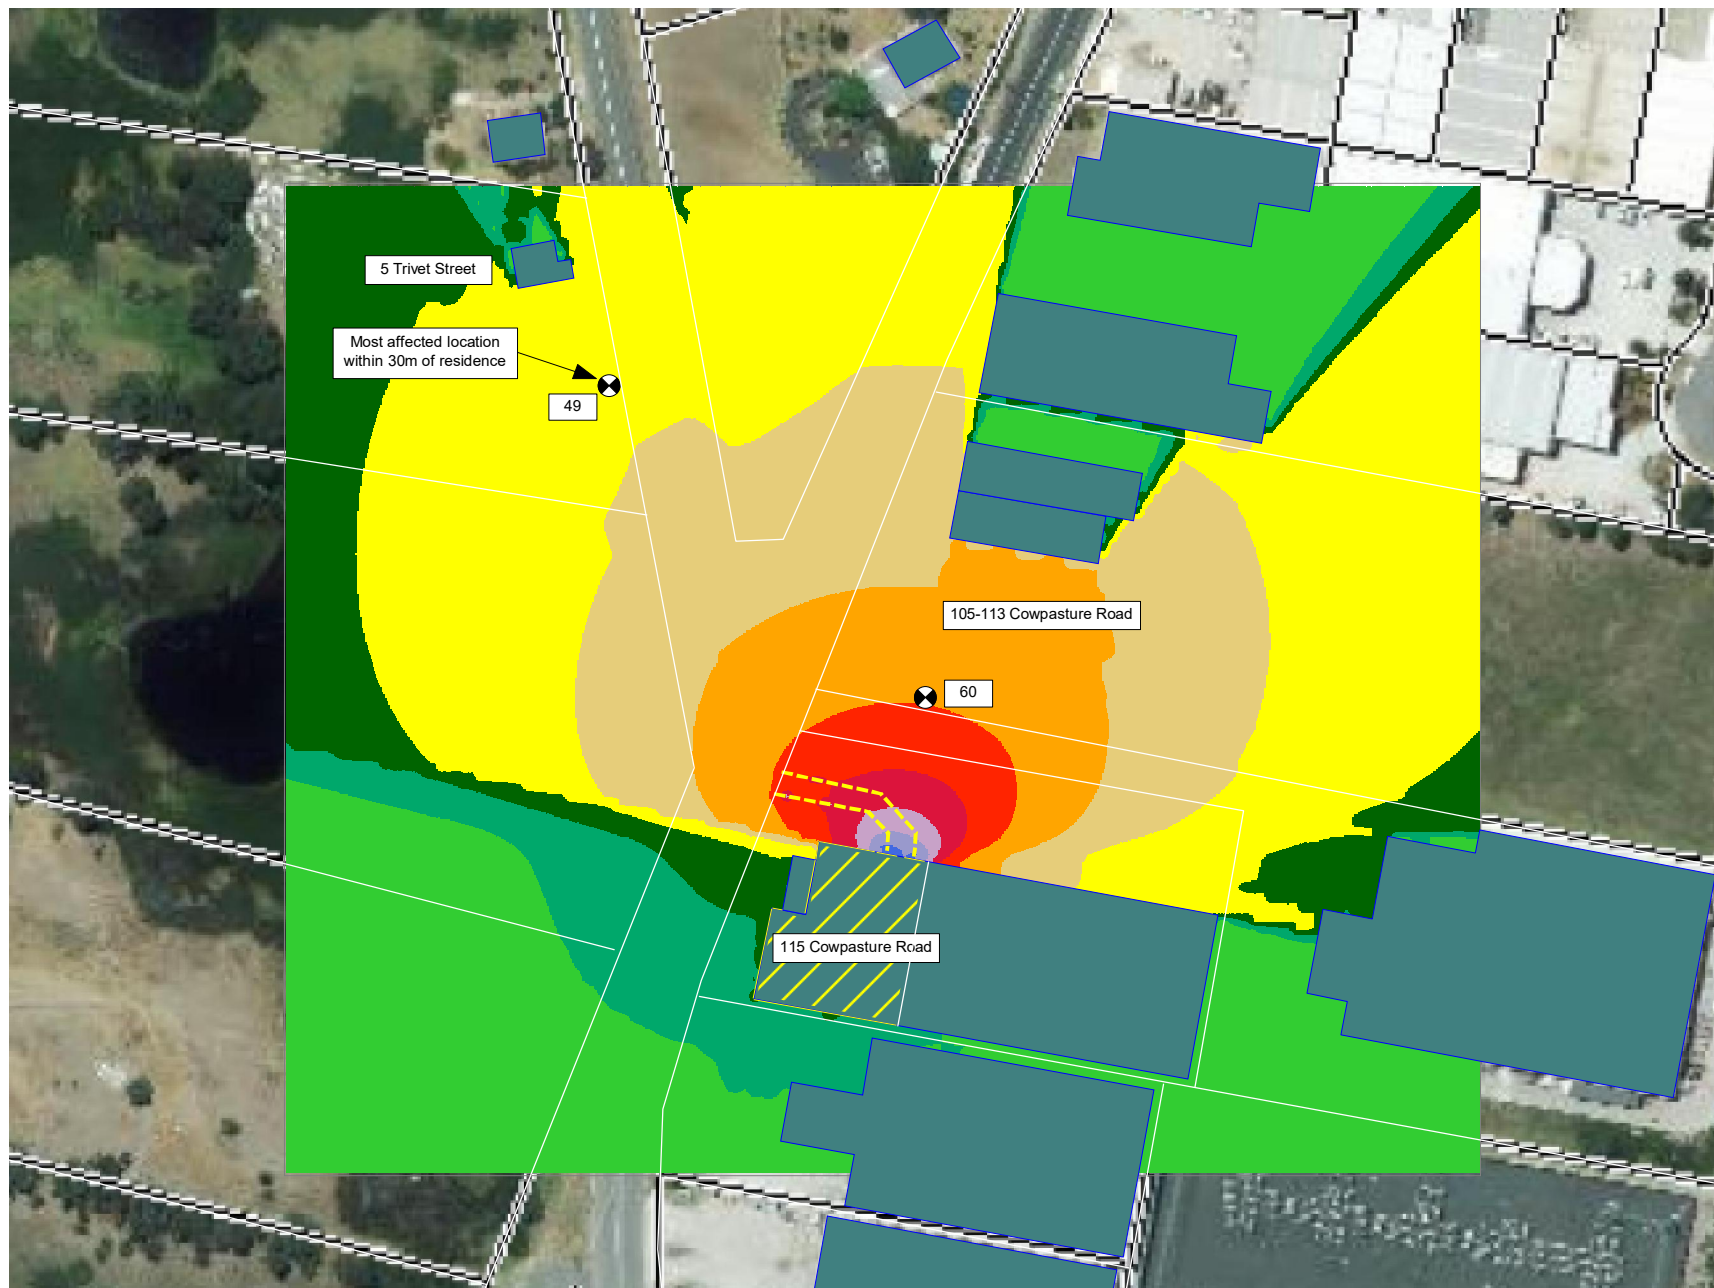 5 Trivet Street
Most affected location
within 30m of residence
49
105-113 Cowpasture Road
60
115 Cowpasture Road